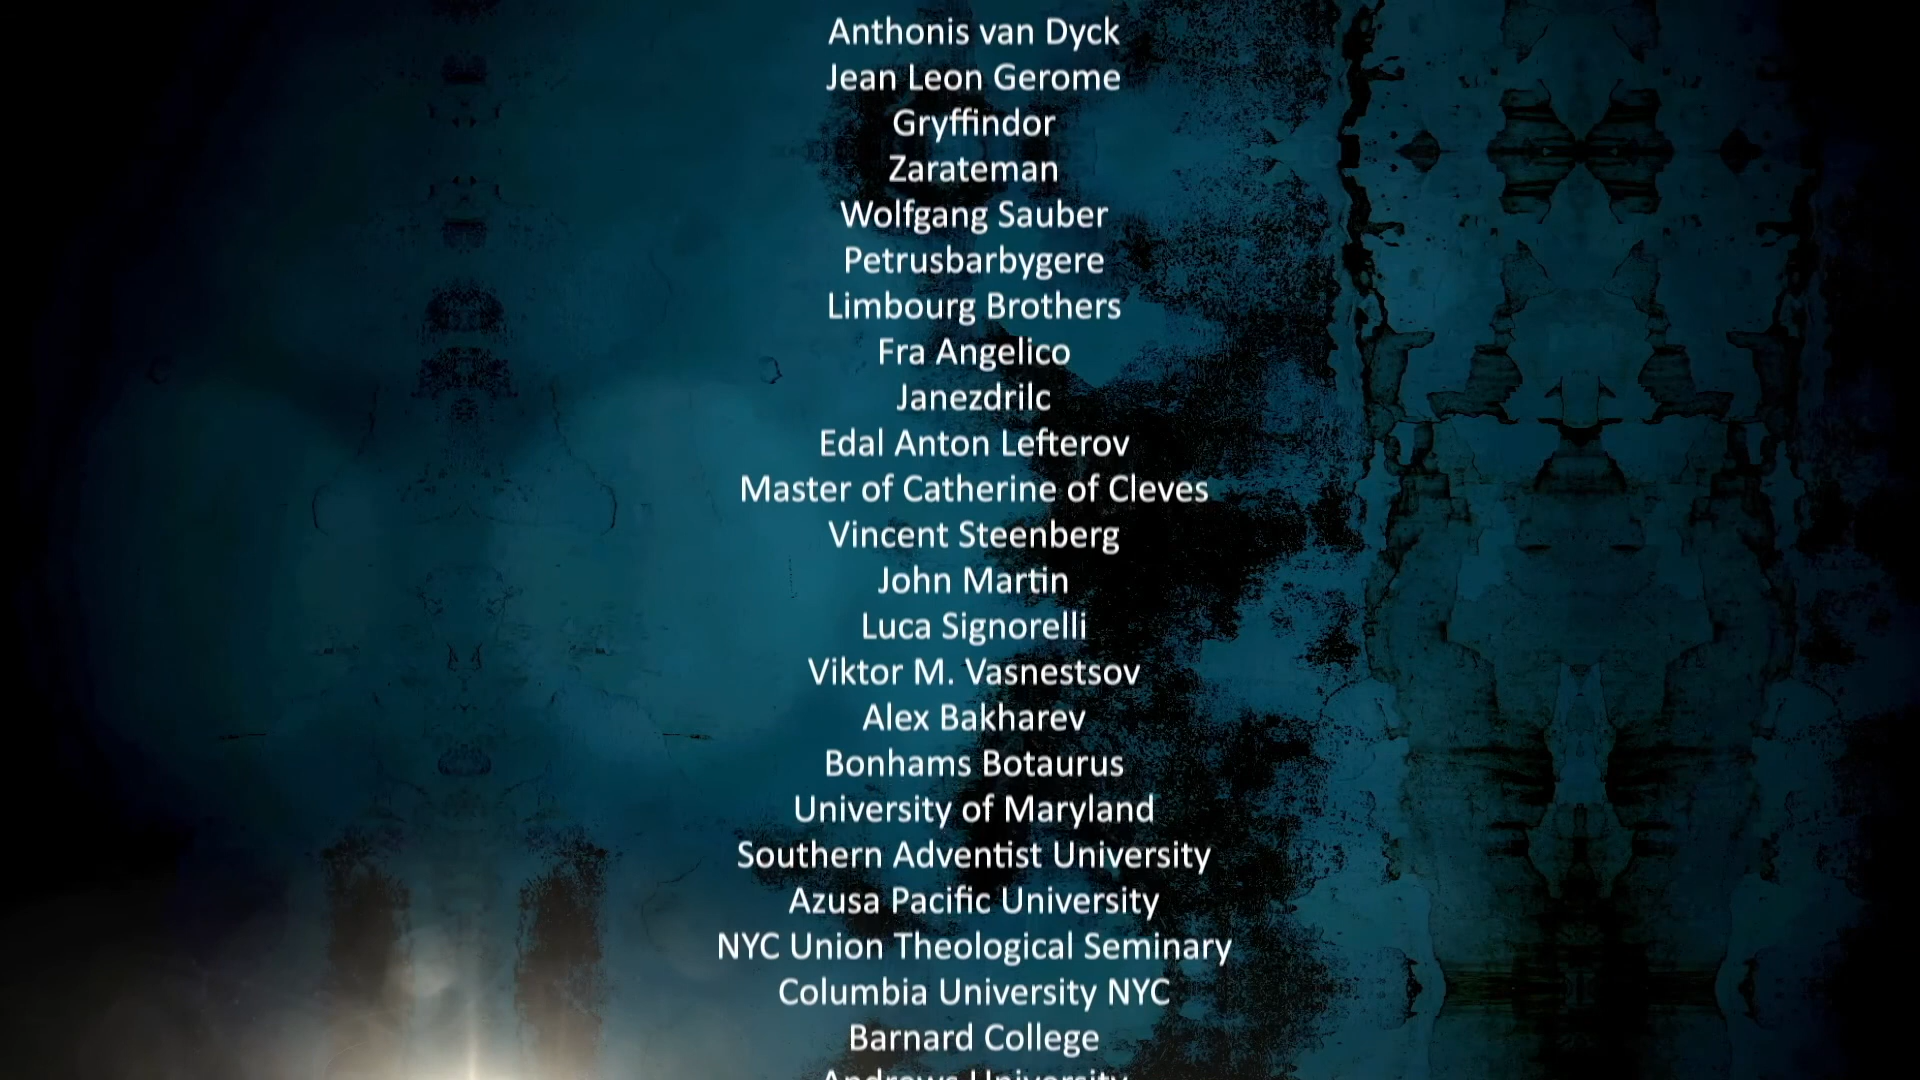 Anthonis van Dyck
Jean Leon Gerome
Gryffindor
Zarateman
Wolfgang Sauber
Petrusbarbygere
Limbourg Brothers
Fra Angelico
Janezdrilc
Edal Anton Lefterov
Master of Catherine of Cleves
Vincent Steenberg
John Martin
Luca Signorelli
Viktor M. Vasnestsov
Alex Bakharev
Bonhams Botaurus
University of Maryland
Southern Adventist University
Azusa Pacific University
NYC Union Theological Seminary
Columbia University NYC
Barnard College
Andrews University